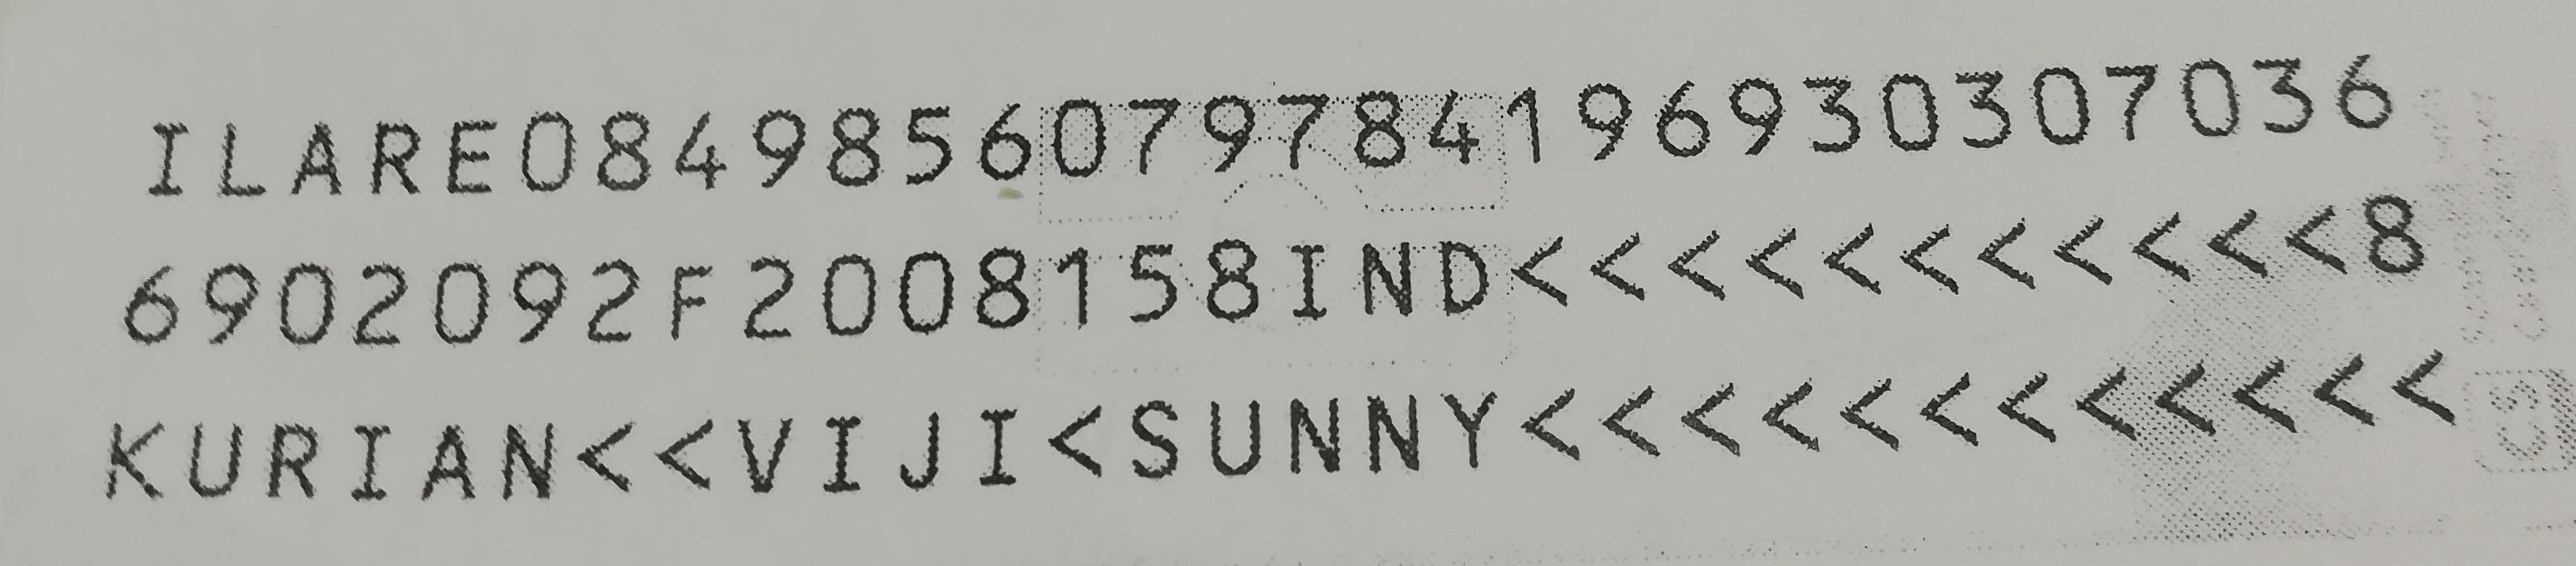 ILARE0849856079784196930307036
6902092F2008158IND<<<<<<<<<<<8
KURIAN<<VIJI<SUNNY<<<<<<<<<<<<